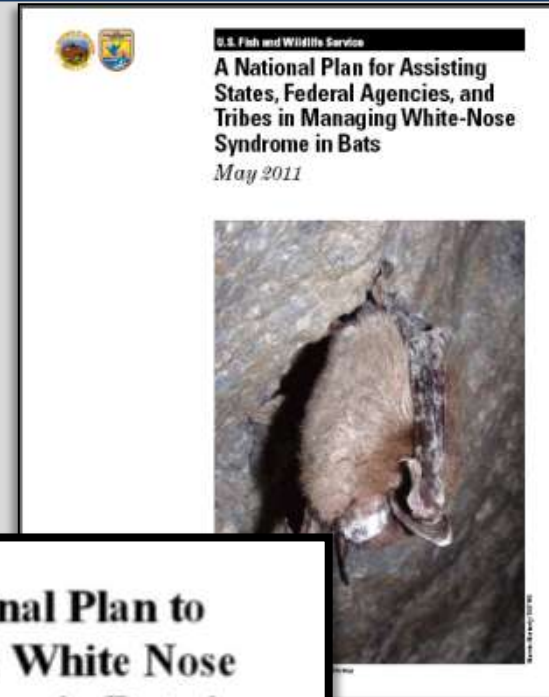 U.S. Fish and Wildlife Service
A National Plan for Assisting
States, Federal Agencies, and
Tribes in Managing White-Nose
Syndrome in Bats
May 2011
nal Plan to
White Nose